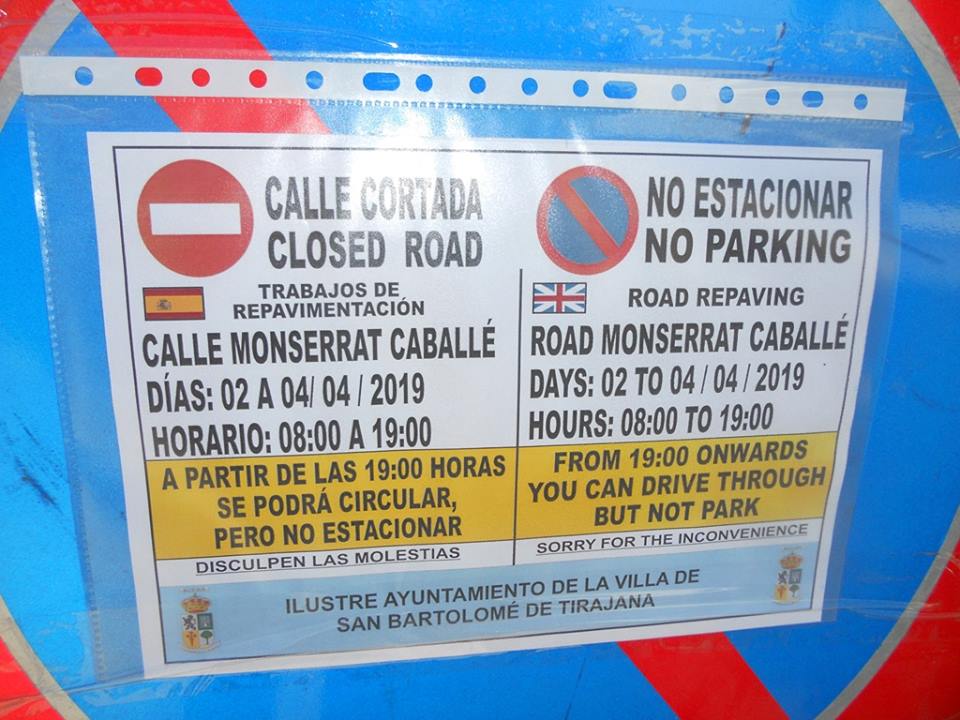 CALLE CORTADA
CLOSED ROAD
NO ESTACIONAR
NO PARKING
TRABAJOS DE
REPAVIMENTACIÓN
CALLE MONSERRAT CABALLÉ
DÍAS: 02 A 04/ 04 / 2019
HORARIO: 08:00 A 19:00
A PARTIR DE LAS 19:00 HORAS
SE PODRÁ CIRCULAR,
PERO NO ESTACIONAR
DISCULPEN LAS MOLESTIAS
ROAD REPAVING
ROAD MONSERRAT CABALLÉ
DAYS: 02 TO 04 / 04 / 2019
HOURS: 08:00 TO 19:00
FROM 19:00 ONWARDS
YOU CAN DRIVE THROUGH
BUT NOT PARK
SORRY FOR THE INCONVENIENCE
ILUSTRE AYUNTAMIENTO DE LA VILLA DE
SAN BARTOLOMÉ DE TIRAJANA